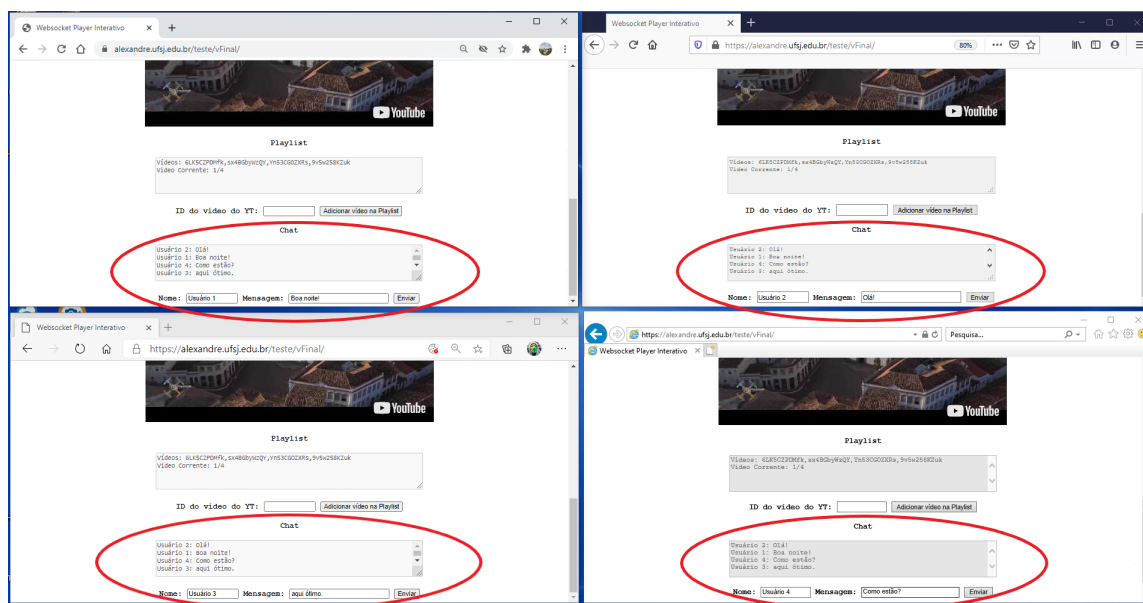 Websocket Player Interativo
alexandre.ufsj.edu.br/teste/vFinal/
YouTube
Playlist
Vídeos: 6LK5CZPDMfk,sx4BGbyWzQY,Yn53CGOZXRs,9v5w258KZuk
Vídeo Corrente: 1/4
ID do vídeo do YT:
Adicionar vídeo na Playlist
Chat
Usuário 2: Olá!
Usuário 1: Boa noite!
Usuário 4: Como estão?
Usuário 3: aqui ótimo.
Nome: Usuário 1 Mensagem: Boa noite! Enviar
Websocket Player Interativo
https://alexandre.ufsj.edu.br/teste/vFinal/ 80%
YouTube
Playlist
Vídeos: 6LK5CZPDMfk,sx4BGbyWzQY,Yn53CGOZXRs,9v5w258KZuk
Vídeo Corrente: 1/4
ID do vídeo do YT:
Adicionar vídeo na Playlist
Chat
Usuário 2: Olá!
Usuário 1: Boa noite!
Usuário 4: Como estão?
Usuário 3: aqui ótimo.
Nome: Usuário 2 Mensagem: Olá! Enviar
Websocket Player Interativo
https://alexandre.ufsj.edu.br/teste/vFinal/
YouTube
Playlist
Vídeos: 6LK5CZPDMfk,sx4BGbyWzQY,Yn53CGOZXRs,9v5w258KZuk
Vídeo Corrente: 1/4
ID do vídeo do YT:
Adicionar vídeo na Playlist
Chat
Usuário 2: Olá!
Usuário 1: Boa noite!
Usuário 4: Como estão?
Usuário 3: aqui ótimo.
Nome: Usuário 3 Mensagem: aqui ótimo. Enviar
https://alexandre.ufsj.edu.br/teste/vFinal/ Pesquisa...
Websocket Player Interativo
YouTube
Playlist
Vídeos: 6LK5CZPDMfk,sx4BGbyWzQY,Yn53CGOZXRs,9v5w258KZuk
Vídeo Corrente: 1/4
ID do vídeo do YT:
Adicionar vídeo na Playlist
Chat
Usuário 2: Olá!
Usuário 1: Boa noite!
Usuário 4: Como estão?
Usuário 3: aqui ótimo.
Nome: Usuário 4 Mensagem: Como estão? Enviar